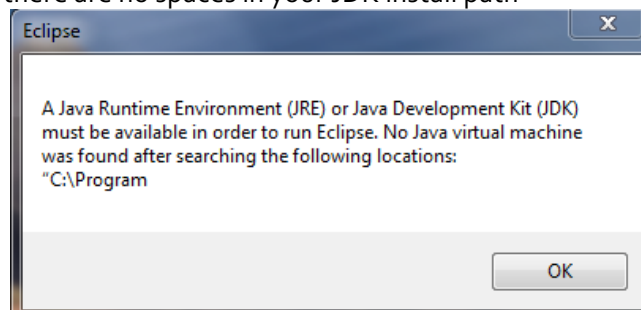 there are no spaces in your JDK install path
Eclipse
x
A Java Runtime Environment (JRE) or Java Development Kit (JDK)
must be available in order to run Eclipse. No Java virtual machine
was found after searching the following locations:
“C:\Program
OK